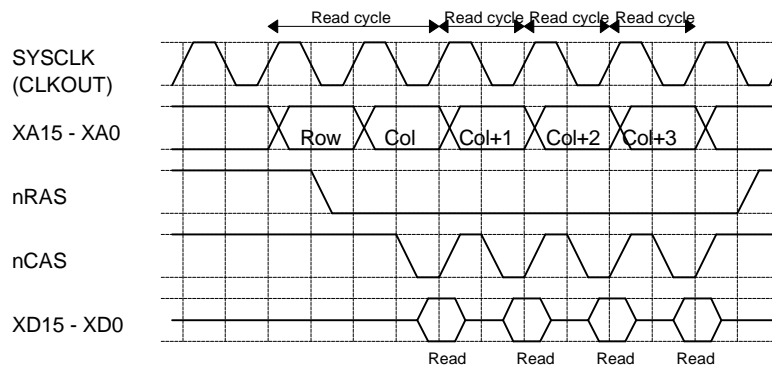 Read cycle Read cycle Read cycle Read cycle
SYSCLK
(CLKOUT)
XA15 - XA0 Row Col Col+1 Col+2 Col+3
nRAS
nCAS
XD15 - XD0
Read Read Read Read